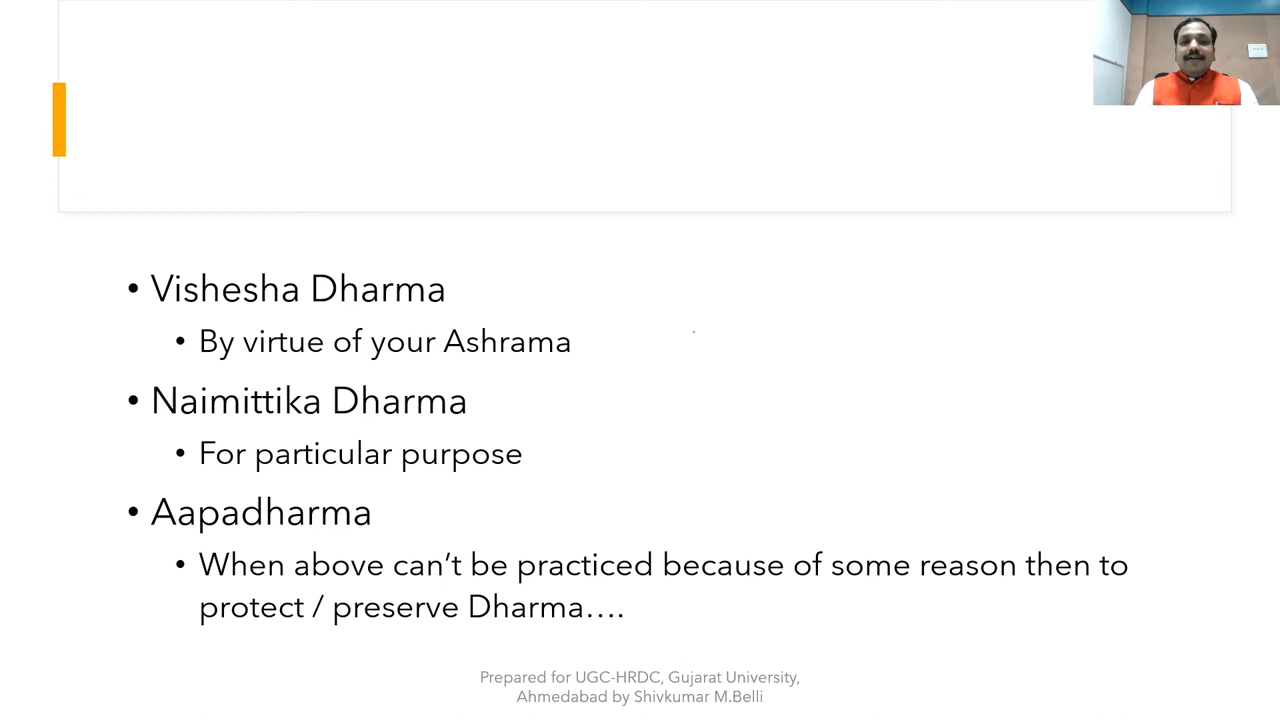 • Vishesha Dharma
• By virtue of your Ashrama
• Naimittika Dharma
• For particular purpose
• Aapadharma
• When above can’t be practiced because of some reason then to
protect / preserve Dharma….
Prepared for UGC-HRDC, Gujarat University,
Ahmedabad by Shivkumar M.Belli